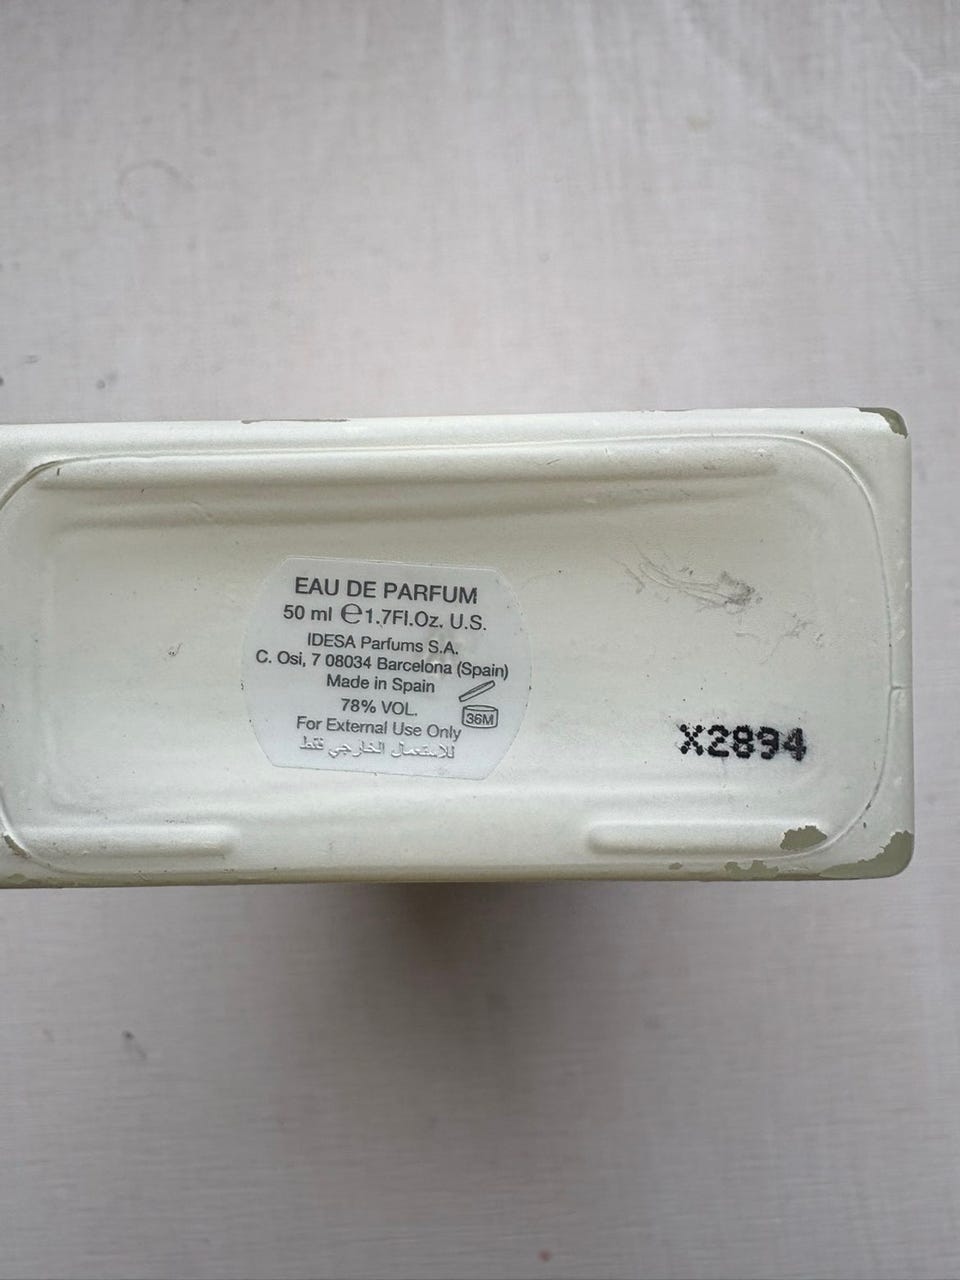 EAU DE PARFUM
50 ml ℮1.7Fl.Oz. U.S.
IDESA Parfums S.A.
C. Osi, 7 08034 Barcelona (Spain)
Made in Spain
78% VOL.
36M
For External Use Only
للاستعمال الخارجي فقط
X2894